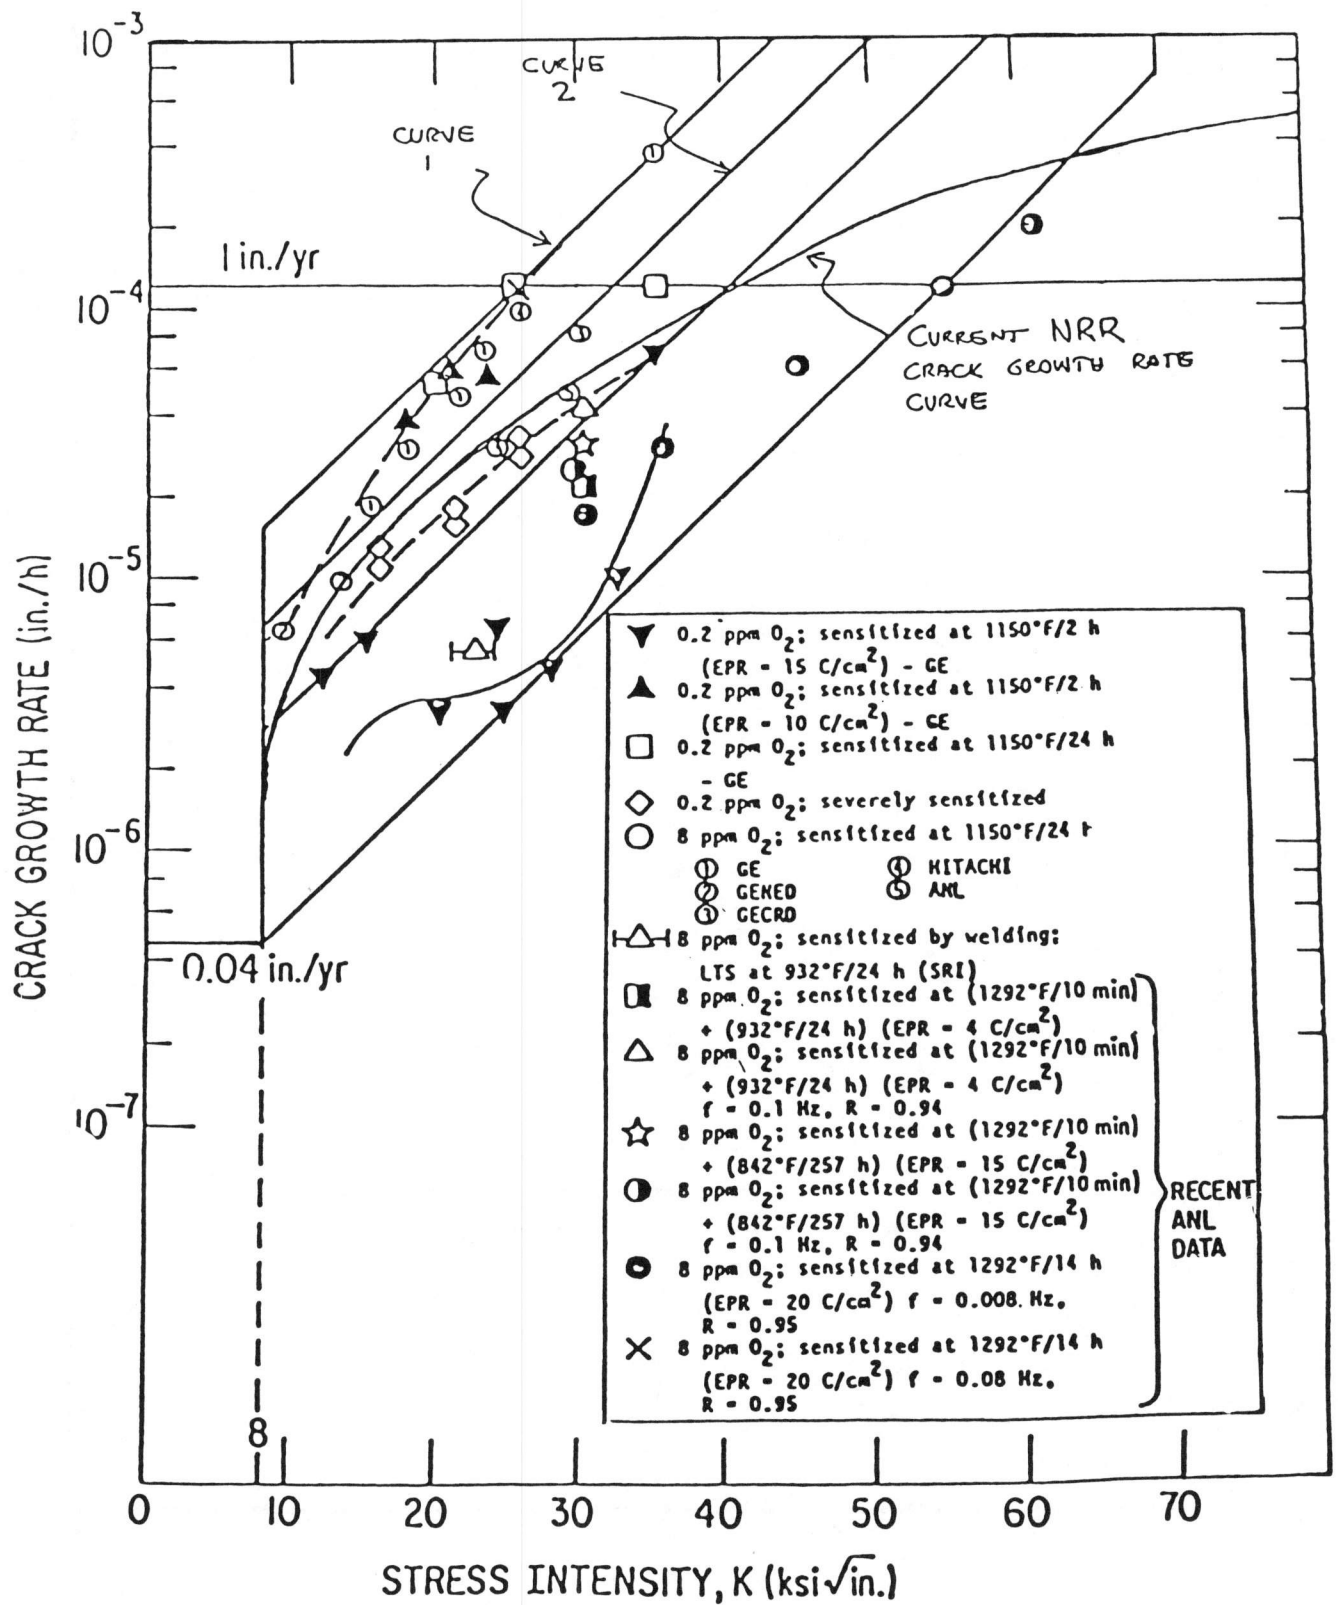 10⁻³
CURVE
2
CURVE
1
1 in./yr
10⁻⁴
CURRENT NRR
CRACK GROWTH RATE
CURVE
10⁻⁵
CRACK GROWTH RATE (in./h)
0.2 ppm O₂; sensitized at 1150°F/2 h
(EPR = 15 C/cm²) - GE
0.2 ppm O₂; sensitized at 1150°F/2 h
(EPR = 10 C/cm²) - GE
0.2 ppm O₂; sensitized at 1150°F/24 h
- GE
0.2 ppm O₂; severely sensitized
10⁻⁶
8 ppm O₂; sensitized at 1150°F/24 h
① GE ④ HITACHI
② GENED ⑤ ANL
③ GECRD
8 ppm O₂; sensitized by welding;
LTS at 932°F/24 h (SRI)
0.04 in./yr
8 ppm O₂; sensitized at (1292°F/10 min)
+ (932°F/24 h) (EPR = 4 C/cm²)
8 ppm O₂; sensitized at (1292°F/10 min)
+ (932°F/24 h) (EPR = 4 C/cm²)
f = 0.1 Hz, R = 0.94
10⁻⁷
8 ppm O₂; sensitized at (1292°F/10 min)
+ (842°F/257 h) (EPR = 15 C/cm²)
8 ppm O₂; sensitized at (1292°F/10 min)
+ (842°F/257 h) (EPR = 15 C/cm²)
f = 0.1 Hz, R = 0.94
RECENT
ANL
DATA
8 ppm O₂; sensitized at 1292°F/14 h
(EPR = 20 C/cm²) f = 0.008 Hz,
R = 0.95
8 ppm O₂; sensitized at 1292°F/14 h
(EPR = 20 C/cm²) f = 0.08 Hz,
R = 0.95
8
0 10 20 30 40 50 60 70
STRESS INTENSITY, K (ksi√in.)